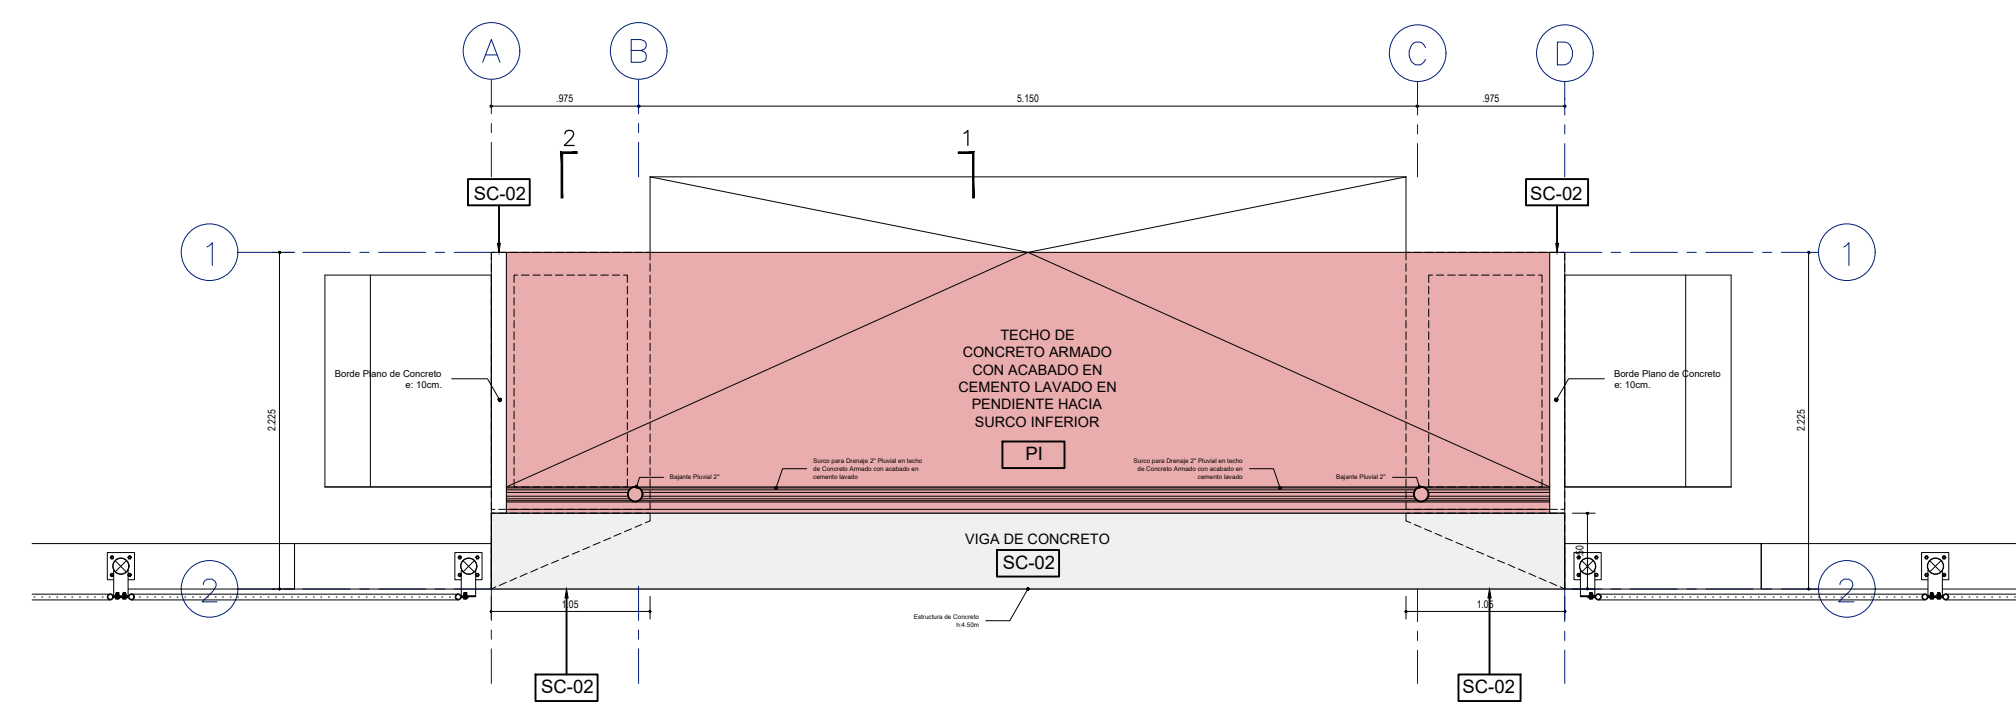 A
B
C
D
.975
5.150
.975
2
1
SC-02
SC-02
1
1
TECHO DE
CONCRETO ARMADO
CON ACABADO EN
CEMENTO LAVADO EN
PENDIENTE HACIA
SURCO INFERIOR
PI
Borde Plano de Concreto
e: 10cm.
Borde Plano de Concreto
e: 10cm.
2.225
2.225
Bajante Pluvial 2"
Surco para Drenaje 2" Pluvial en techo
de Concreto Armado con acabado en
cemento lavado
Surco para Drenaje 2" Pluvial en techo
de Concreto Armado con acabado en
cemento lavado
Bajante Pluvial 2"
VIGA DE CONCRETO
SC-02
2
2
1.05
1.05
Estructura de Concreto
h:4.50m
SC-02
SC-02